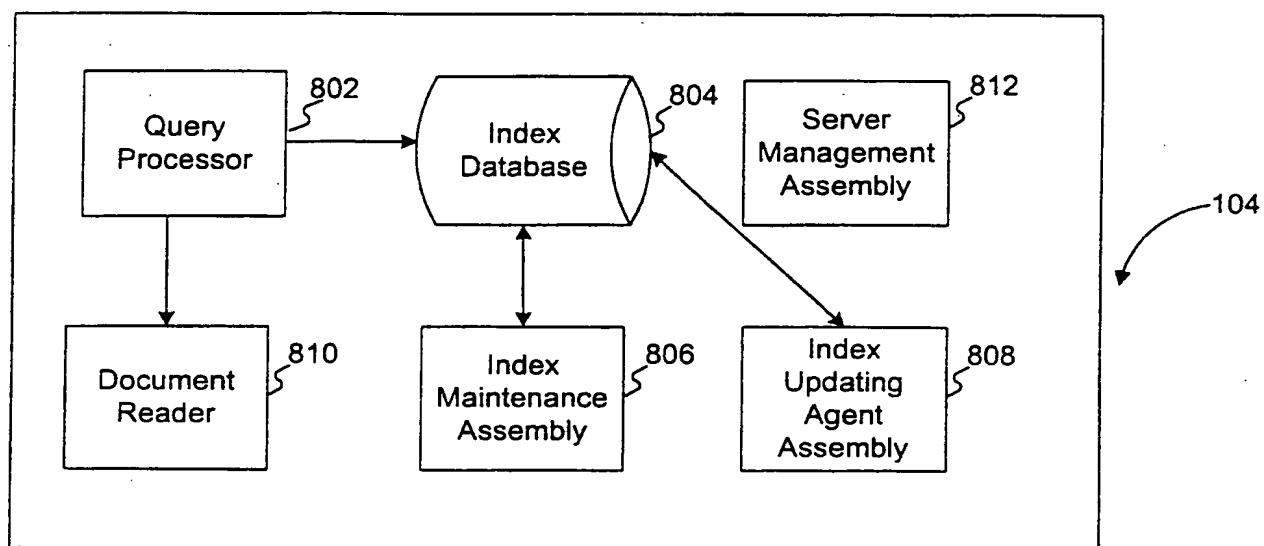 Query
Processor
802
Index
Database
804
Server
Management
Assembly
812
104
Document
Reader
810
Index
Maintenance
Assembly
806
Index
Updating
Agent
Assembly
808